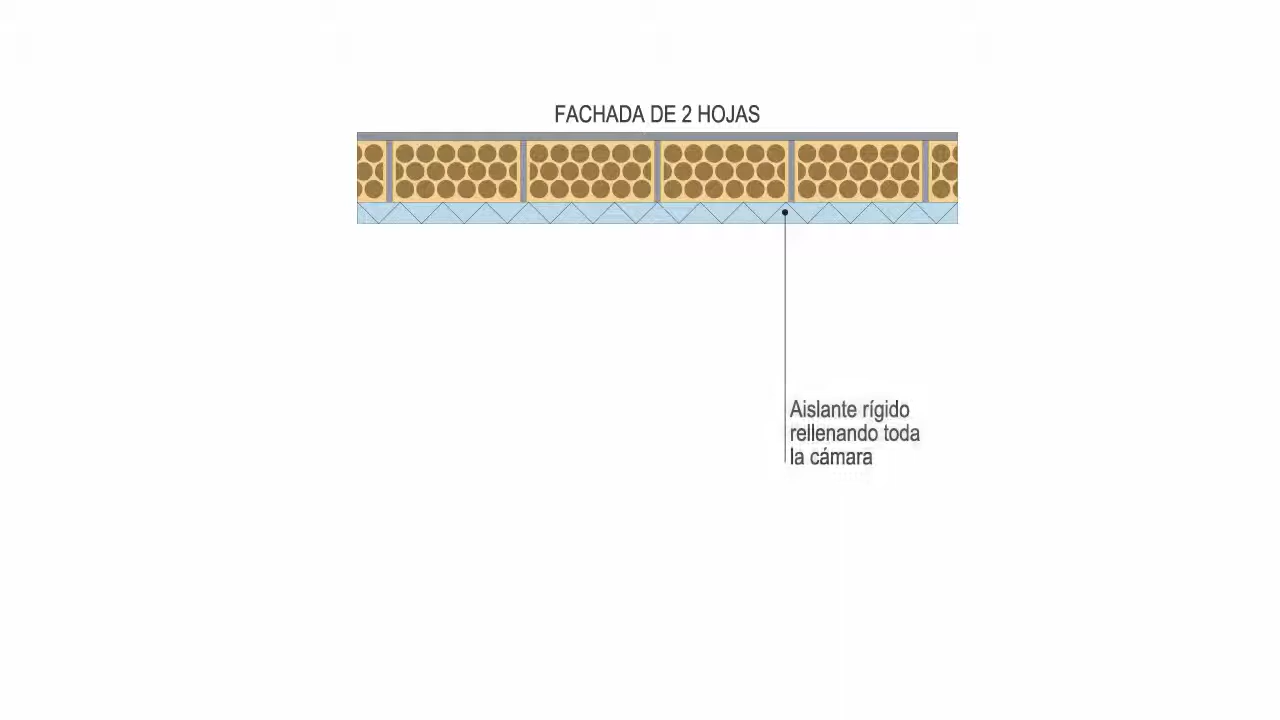 FACHADA DE 2 HOJAS
Aislante rígido
rellenando toda
la cámara